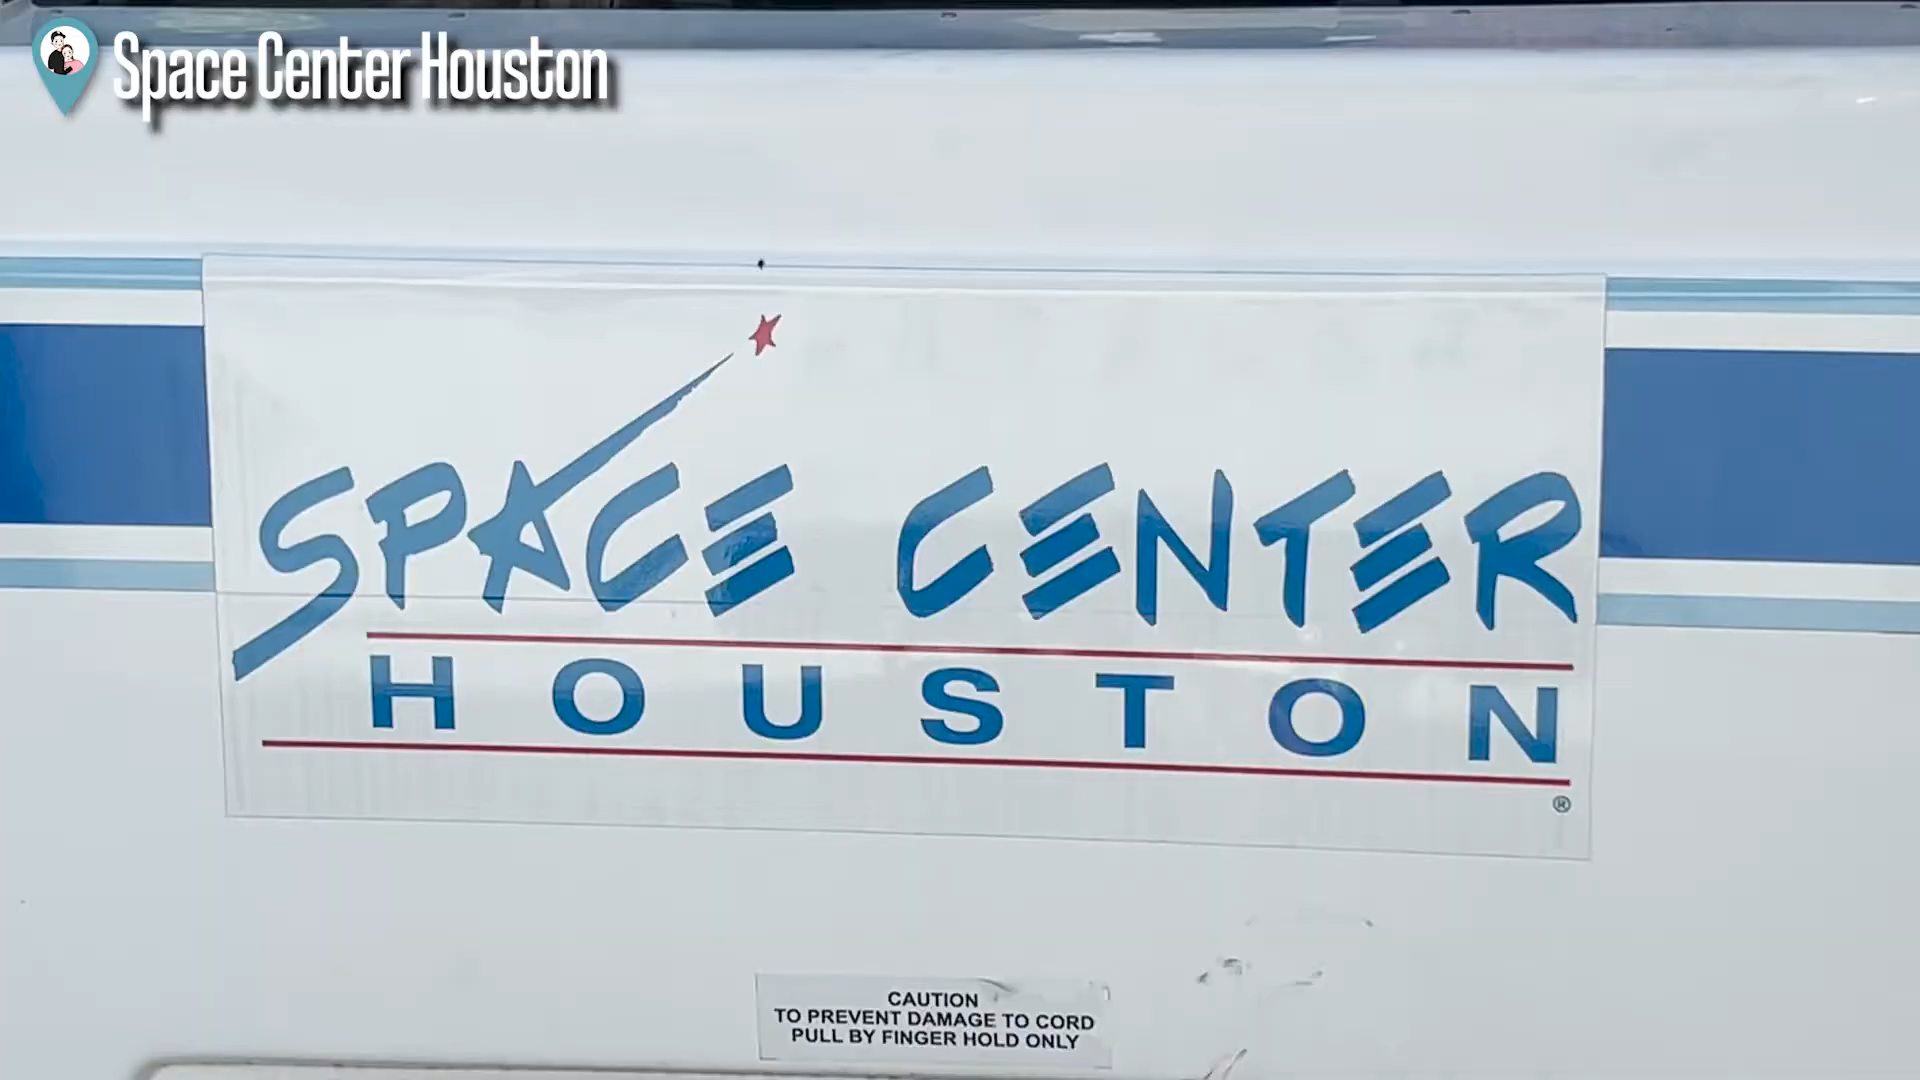 Space Center Houston
SPACE CENTER
HOUSTON
®
CAUTION
TO PREVENT DAMAGE TO CORD
PULL BY FINGER HOLD ONLY